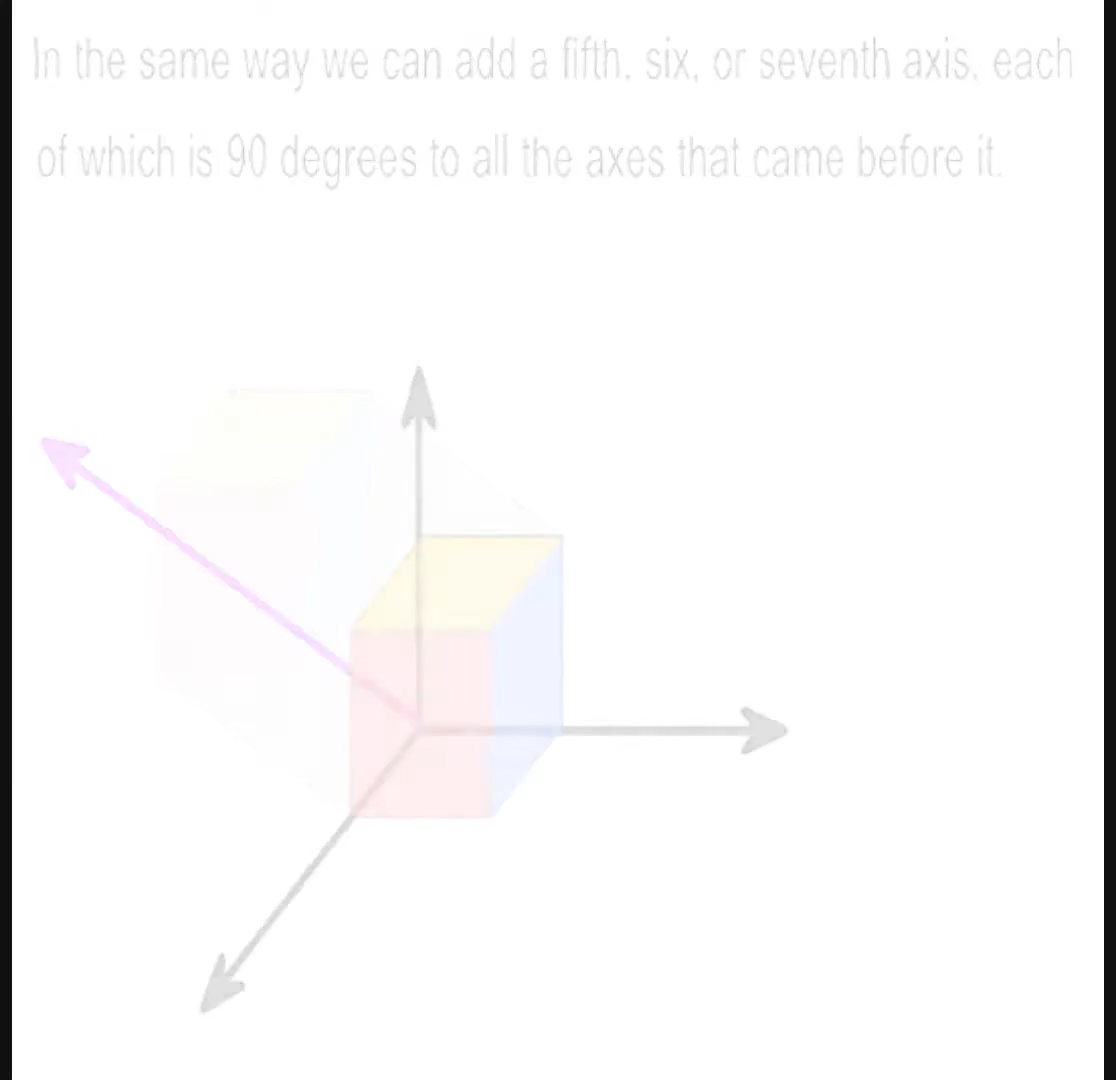 In the same way we can add a fifth, six, or seventh axis, each
of which is 90 degrees to all the axes that came before it.